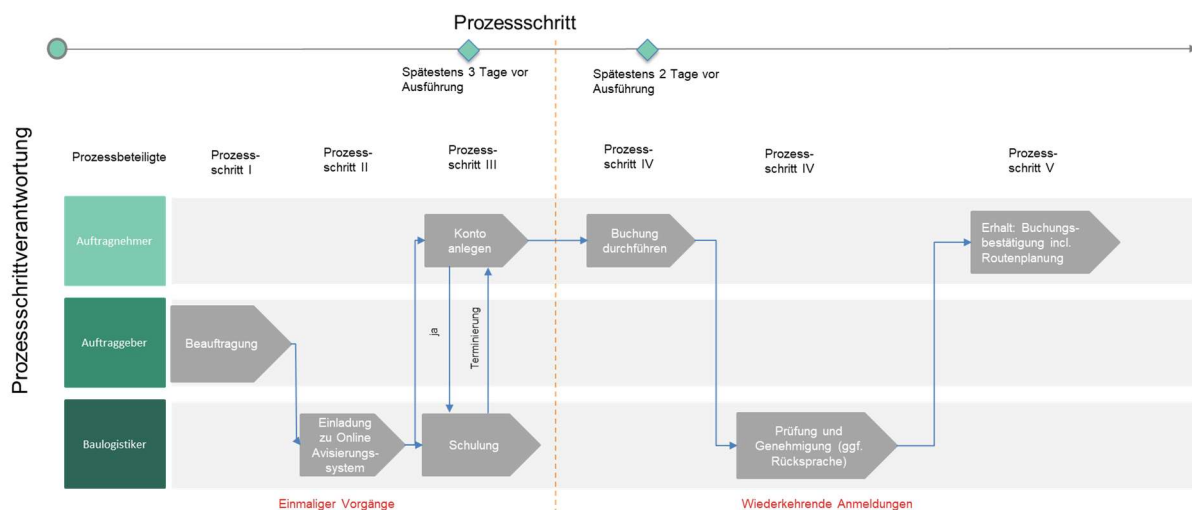 Prozessschritt
Spätestens 3 Tage vor
Ausführung
Spätestens 2 Tage vor
Ausführung
Prozessschrittverantwortung
Prozessbeteiligte
Prozess-
schritt I
Prozess-
schritt II
Prozess-
schritt III
Prozess-
schritt IV
Prozess-
schritt IV
Prozess-
schritt V
Auftragnehmer
Konto
anlegen
Buchung
durchführen
Erhalt: Buchungs-
bestätigung incl.
Routenplanung
Auftraggeber
Beauftragung
ja
Terminierung
Baulogistiker
Einladung
zu Online
Avisierungs-
system
Schulung
Prüfung und
Genehmigung (ggf.
Rücksprache)
Einmaliger Vorgänge
Wiederkehrende Anmeldungen